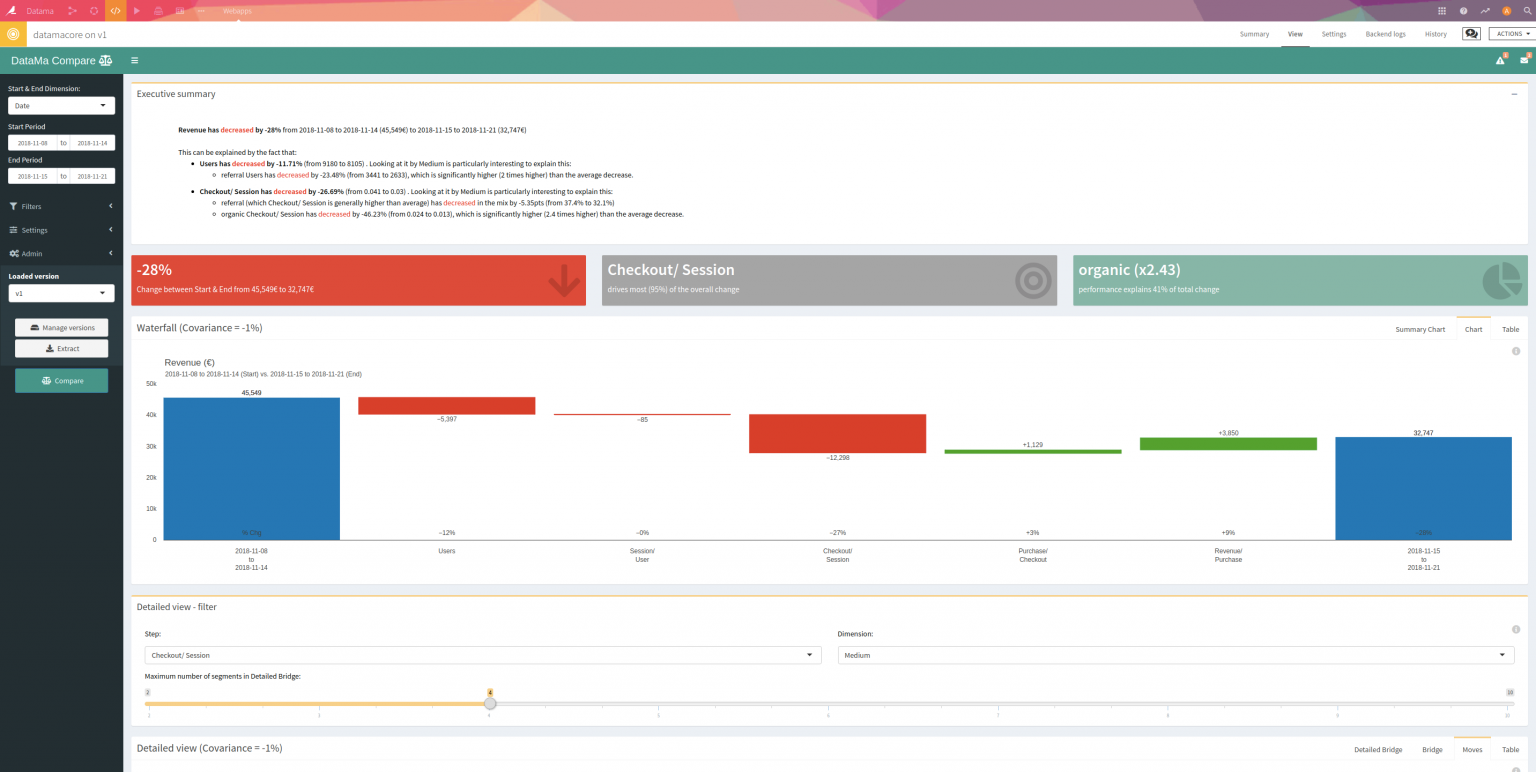 Datama
Webapps
datamacore on v1
Summary
View
Settings
Backend logs
History
ACTIONS
DataMa Compare
Start & End Dimension:
Date
Start Period
2018-11-08 to 2018-11-14
End Period
2018-11-15 to 2018-11-21
Filters
Settings
Admin
Loaded version
v1
Manage versions
Extract
Compare
Executive summary
Revenue has decreased by -28% from 2018-11-08 to 2018-11-14 (45,549€) to 2018-11-15 to 2018-11-21 (32,747€)
This can be explained by the fact that:
Users has decreased by -11.71% (from 9180 to 8105) . Looking at it by Medium is particularly interesting to explain this:
referral Users has decreased by -23.48% (from 3441 to 2633), which is significantly higher (2 times higher) than the average decrease.
Checkout/ Session has decreased by -26.69% (from 0.041 to 0.03) . Looking at it by Medium is particularly interesting to explain this:
referral (which Checkout/ Session is generally higher than average) has decreased in the mix by -5.35pts (from 37.4% to 32.1%)
organic Checkout/ Session has decreased by -46.23% (from 0.024 to 0.013), which is significantly higher (2.4 times higher) than the average decrease.
-28%
Change between Start & End from 45,549€ to 32,747€
Checkout/ Session
drives most (95%) of the overall change
organic (x2.43)
performance explains 41% of total change
Waterfall (Covariance = -1%)
Summary Chart
Chart
Table
Revenue (€)
2018-11-08 to 2018-11-14 (Start) vs. 2018-11-15 to 2018-11-21 (End)
50k
40k
30k
20k
10k
0
45,549
−5,397
−85
−12,298
+1,129
+3,850
32,747
% Chg
−12%
−0%
−27%
+3%
+9%
−28%
2018-11-08
to
2018-11-14
Users
Session/
User
Checkout/
Session
Purchase/
Checkout
Revenue/
Purchase
2018-11-15
to
2018-11-21
Detailed view - filter
Step:
Checkout/ Session
Dimension:
Medium
Maximum number of segments in Detailed Bridge:
2
4
10
Detailed view (Covariance = -1%)
Detailed Bridge
Bridge
Moves
Table